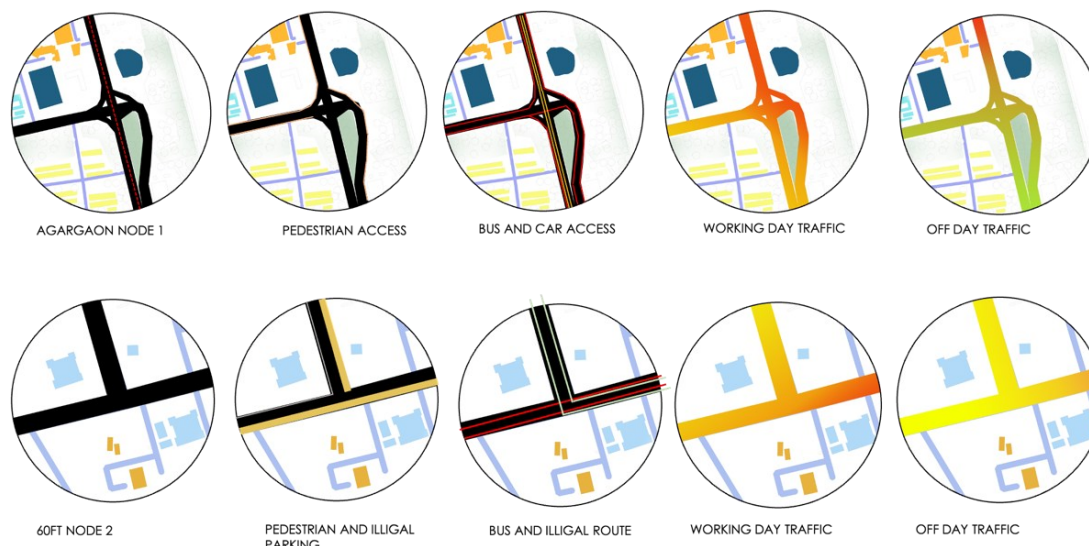 AGARGAON NODE 1
PEDESTRIAN ACCESS
BUS AND CAR ACCESS
WORKING DAY TRAFFIC
OFF DAY TRAFFIC
60FT NODE 2
PEDESTRIAN AND ILLIGAL
PARKING
BUS AND ILLIGAL ROUTE
WORKING DAY TRAFFIC
OFF DAY TRAFFIC